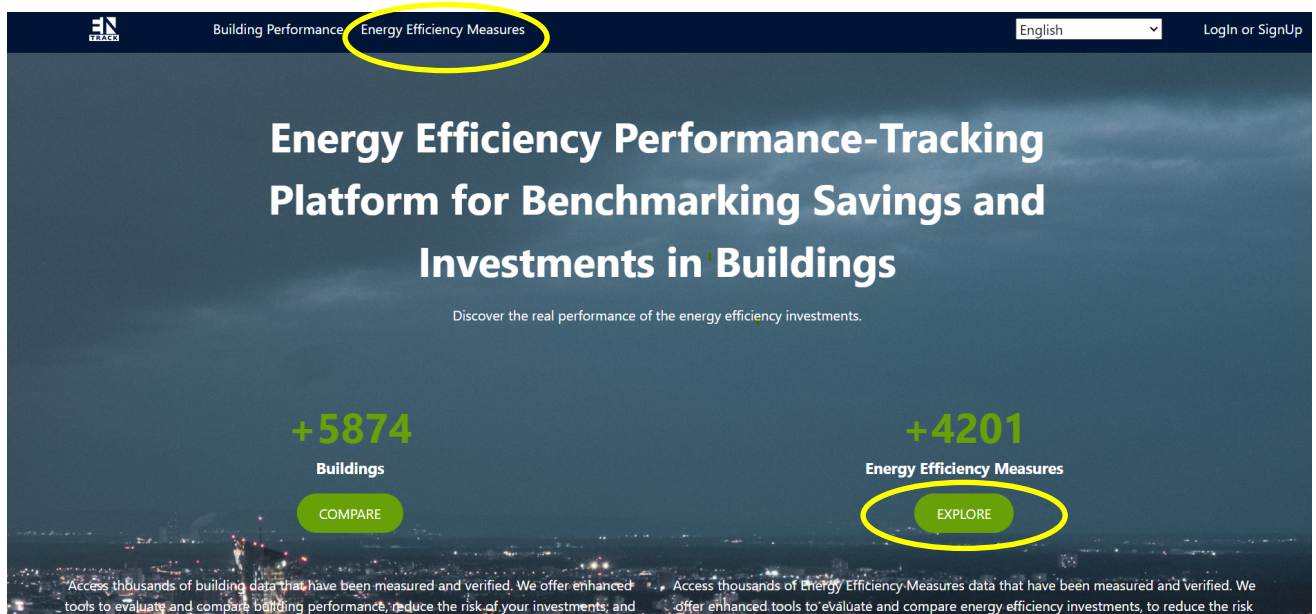 EN
TRACK
Building Performance
Energy Efficiency Measures
English
LogIn or SignUp
Energy Efficiency Performance-Tracking
Platform for Benchmarking Savings and
Investments in Buildings
Discover the real performance of the energy efficiency investments.
+5874
Buildings
COMPARE
Access thousands of building data that have been measured and verified. We offer enhanced
tools to evaluate and compare building performance, reduce the risk of your investments, and
+4201
Energy Efficiency Measures
EXPLORE
Access thousands of Energy Efficiency Measures data that have been measured and verified. We
offer enhanced tools to evaluate and compare energy efficiency investments, to reduce the risk